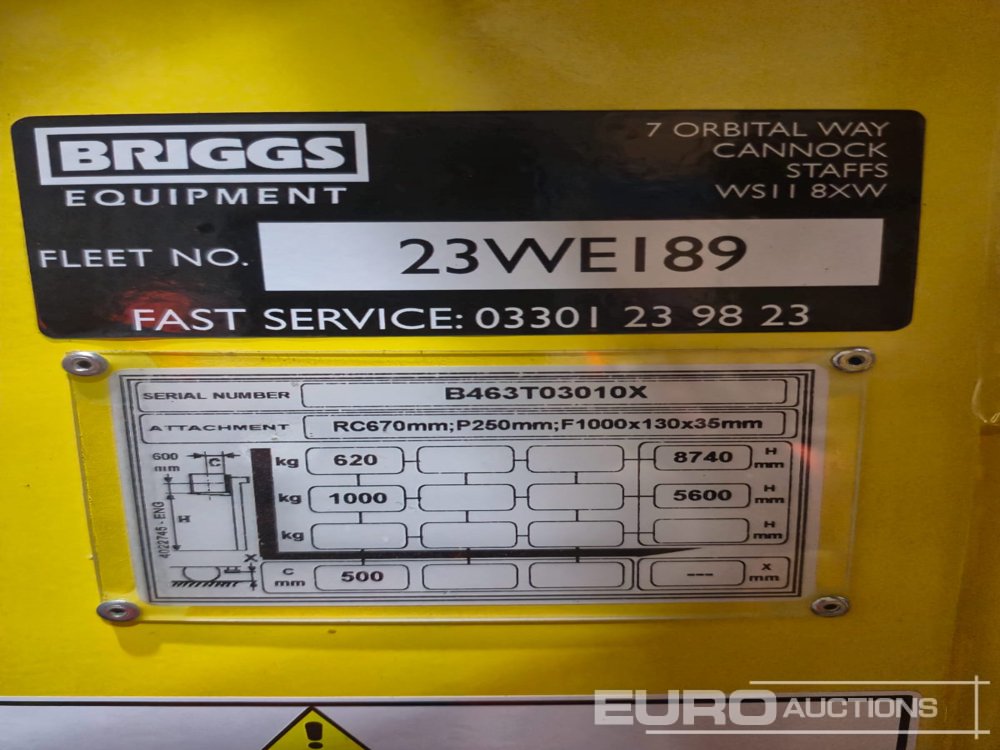 BRIGGS
EQUIPMENT
7 ORBITAL WAY
CANNOCK
STAFFS
WS11 8XW
FLEET NO. 23WE189
FAST SERVICE: 03301 23 98 23
SERIAL NUMBER B463T03010X
ATTACHMENT RC670mm;P250mm;F1000x130x35mm
600 mm C kg 620 8740 H mm
H kg 1000 5600 H mm
4022745 - ENG kg H mm
X C mm 500 --- X mm
EURO AUCTIONS